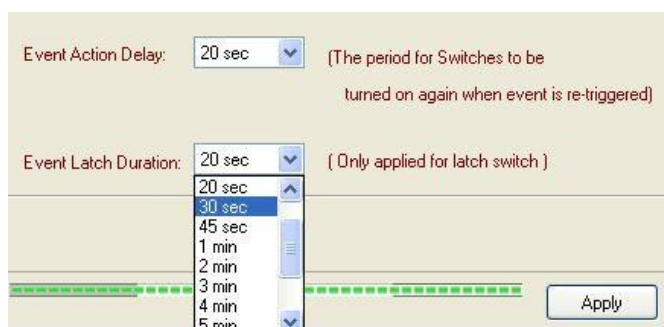 Event Action Delay: 20 sec (The period for Switches to be
turned on again when event is re-triggered)
Event Latch Duration: 20 sec ( Only applied for latch switch )
20 sec
30 sec
45 sec
1 min
2 min
3 min
4 min
5 min
Apply